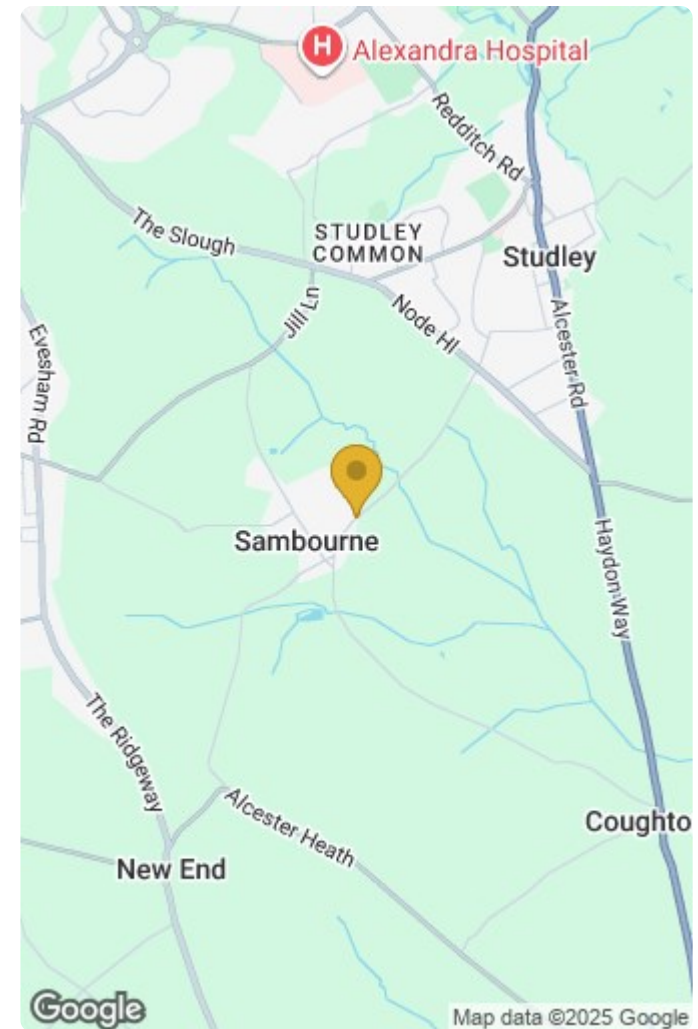 H Alexandra Hospital
Redditch Rd
The Slough
STUDLEY
COMMON
Studley
Jill Ln
Node Hl
Alcester Rd
Evesham Rd
Sambourne
Haydon Way
The Ridgeway
Alcester Heath
Coughto
New End
Google
Map data ©2025 Google